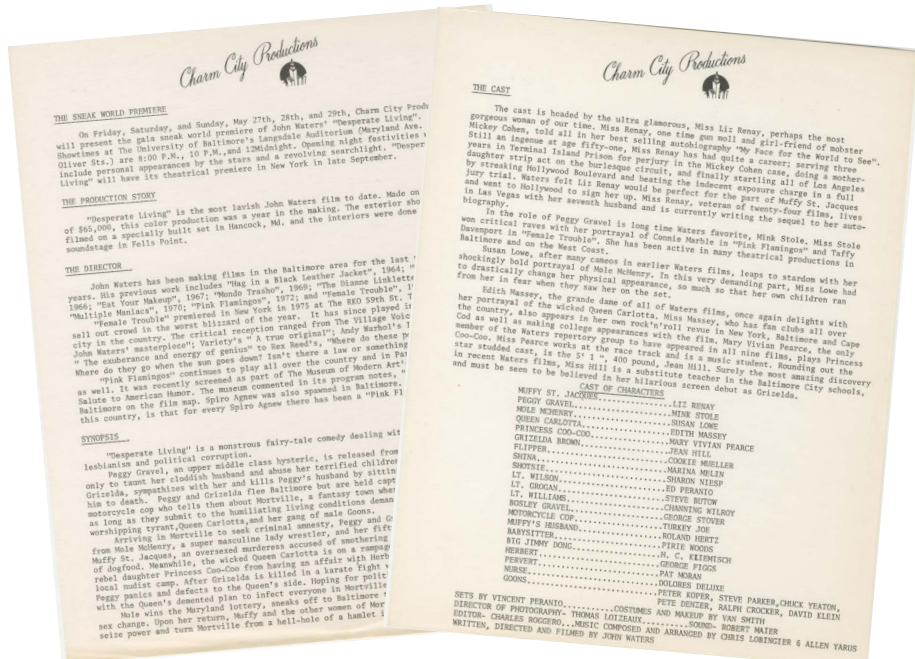 Charm City Productions
THE SNEAK WORLD PREMIERE
On Friday, Saturday, and Sunday, May 27th, 28th, and 29th, Charm City Produ
will present the gala sneak world premiere of John Waters' "Desperate Living".
Showtimes at The University of Baltimore's Langsdale Auditorium (Maryland Ave.
Oliver Sts.) are 8:00 P.M., 10 P.M., and 12Midnight. Opening night festivities
include personal appearances by the stars and a revolving searchlight. "Desper
Living" will have its theatrical premiere in New York in late September.
THE PRODUCTION STORY
"Desperate Living" is the most lavish John Waters film to date. Made on
of $65,000, this color production was a year in the making. The exterior sho
filmed on a specially built set in Hancock, Md, and the interiors were done
soundstage in Fells Point.
THE DIRECTOR
John Waters has been making films in the Baltimore area for the last
years. His previous work includes "Hag in a Black Leather Jacket", 1964; "
1966; "Eat Your Makeup", 1967; "Mondo Trasho", 1969; "The Dianne Linklette
"Multiple Maniacs", 1970; "Pink Flamingos", 1972; and "Female Trouble", 1
"Female Trouble" premiered in New York in 1975 at The RKO 59th St. T
sell out crowd in the worst blizzard of the year. It has since played in
city in the country. The critical reception ranged from The Village Voic
John Waters' masterpiece"; Variety's " A true original"; Andy Warhol's I
" The exuberance and energy of genius" to Rex Reed's, "Where do these p
Where do they go when the sun goes down? Isn't there a law or something
"Pink Flamingos" continues to play all over the country and in Par
as well. It was recently screened as part of The Museum of Modern Art'
Salute to American Humor. The museum commented in its program notes, "
Baltimore on the film map. Spiro Agnew was also spawned in Baltimore.
this country, is that for every Spiro Agnew there has been a "Pink Fl
SYNOPSIS
"Desperate Living" is a monstrous fairy-tale comedy dealing wit
lesbianism and political corruption.
Peggy Gravel, an upper middle class hysteric, is released from
only to taunt her cloddish husband and abuse her terrified children
Grizelda, sympathizes with her and kills Peggy's husband by sittin
him to death. Peggy and Grizelda flee Baltimore but are held capt
motorcycle cop who tells them about Mortville, a fantasy town wher
as long as they submit to the humiliating living conditions deman
worshipping tyrant,Queen Carlotta,and her gang of male Goons.
Arriving in Mortville to seek criminal amnesty, Peggy and G
from Mole McHenry, a super masculine lady wrestler, and her fift
Muffy St. Jacques, an oversexed murderess accused of smothering
of dogfood. Meanwhile, the wicked Queen Carlotta is on a rampag
rebel daughter Princess Coo-Coo from having an affair with Herb
local nudist camp. After Grizelda is killed in a karate fight w
Peggy panics and defects to the Queen's side. Hoping for polit
with the Queen's demented plan to infect everyone in Mortville
Mole wins the Maryland lottery, sneaks off to Baltimore
sex change. Upon her return, Muffy and the other women of Mor
seize power and turn Mortville from a hell-hole of a hamlet
Charm City Productions
THE CAST
The cast is headed by the ultra glamorous, Miss Liz Renay, perhaps the most
gorgeous woman of our time. Miss Renay, one time gun moll and girl-friend of mobster
Mickey Cohen, told all in her best selling autobiography "My Face for the World to See".
Still an ingenue at age fifty-one, Miss Renay has had quite a career; serving three
years in Terminal Island Prison for perjury in the Mickey Cohen case, doing a mother-
daughter strip act on the burlesque circuit, and finally startling all of Los Angeles
by streaking Hollywood Boulevard and beating the indecent exposure charge in a full
jury trial. Waters felt Liz Renay would be perfect for the part of Muffy St. Jacques
and went to Hollywood to sign her up. Miss Renay, veteran of twenty-four films, lives
in Las Vegas with her seventh husband and is currently writing the sequel to her auto-
biography.
In the role of Peggy Gravel is long time Waters favorite, Mink Stole. Miss Stole
won critical raves with her portrayal of Connie Marble in "Pink Flamingos" and Taffy
Davenport in "Female Trouble". She has been active in many theatrical productions in
Baltimore and on the West Coast.
Susan Lowe, after many cameos in earlier Waters films, leaps to stardom with her
shockingly bold portrayal of Mole McHenry. In this very demanding part, Miss Lowe had
to drastically change her physical appearance, so much so that her own children ran
from her in fear when they saw her on the set.
Edith Massey, the grande dame of all of Waters films, once again delights with
her portrayal of the wicked Queen Carlotta. Miss Massey, who has fan clubs all over
the country, also appears in her own rock'n'roll revue in New York, Baltimore and Cape
Cod as well as making college appearances with the film. Mary Vivian Pearce, the only
member of the Waters repertory group to have appeared in all nine films, plays Princess
Coo-Coo. Miss Pearce works at the race track and is a music student. Rounding out the
star studded cast, is the 5' 1", 400 pound, Jean Hill. Surely the most amazing discovery
in recent Waters films, Miss Hill is a substitute teacher in the Baltimore City schools,
and must be seen to be believed in her hilarious screen debut as Grizelda.
CAST OF CHARACTERS
MUFFY ST. JACQUES..................LIZ RENAY
PEGGY GRAVEL.......................MINK STOLE
MOLE MCHENRY.......................SUSAN LOWE
QUEEN CARLOTTA.....................EDITH MASSEY
PRINCESS COO-COO...................MARY VIVIAN PEARCE
GRIZELDA BROWN.....................JEAN HILL
FLIPPER............................COOKIE MUELLER
SHINA..............................MARINA MELIN
SHOTSIE............................SHARON NIESP
LT. WILSON.........................ED PERANIO
LT. GROGAN.........................STEVE BUTOW
LT. WILLIAMS.......................CHANNING WILROY
BOSLEY GRAVEL......................GEORGE STOVER
MOTORCYCLE COP.....................TURKEY JOE
MUFFY'S HUSBAND....................ROLAND HERTZ
BABYSITTER.........................PIRIE WOODS
BIG JIMMY DONG.....................H. C. KLIEMISCH
HERBERT............................GEORGE FIGGS
PERVERT............................PAT MORAN
NURSE..............................DOLORES DELUXE
GOONS..............................PETER KOPER, STEVE PARKER,CHUCK YEATON,
PETE DENZER, RALPH CROCKER, DAVID KLEIN
SETS BY VINCENT PERANIO...........COSTUMES AND MAKEUP BY VAN SMITH
DIRECTOR OF PHOTOGRAPHY- THOMAS LOIZEAUX.........SOUND- ROBERT MAIER
EDITOR- CHARLES ROGGERO...MUSIC COMPOSED AND ARRANGED BY CHRIS LOBINGIER & ALLEN YARUS
WRITTEN, DIRECTED AND FILMED BY JOHN WATERS